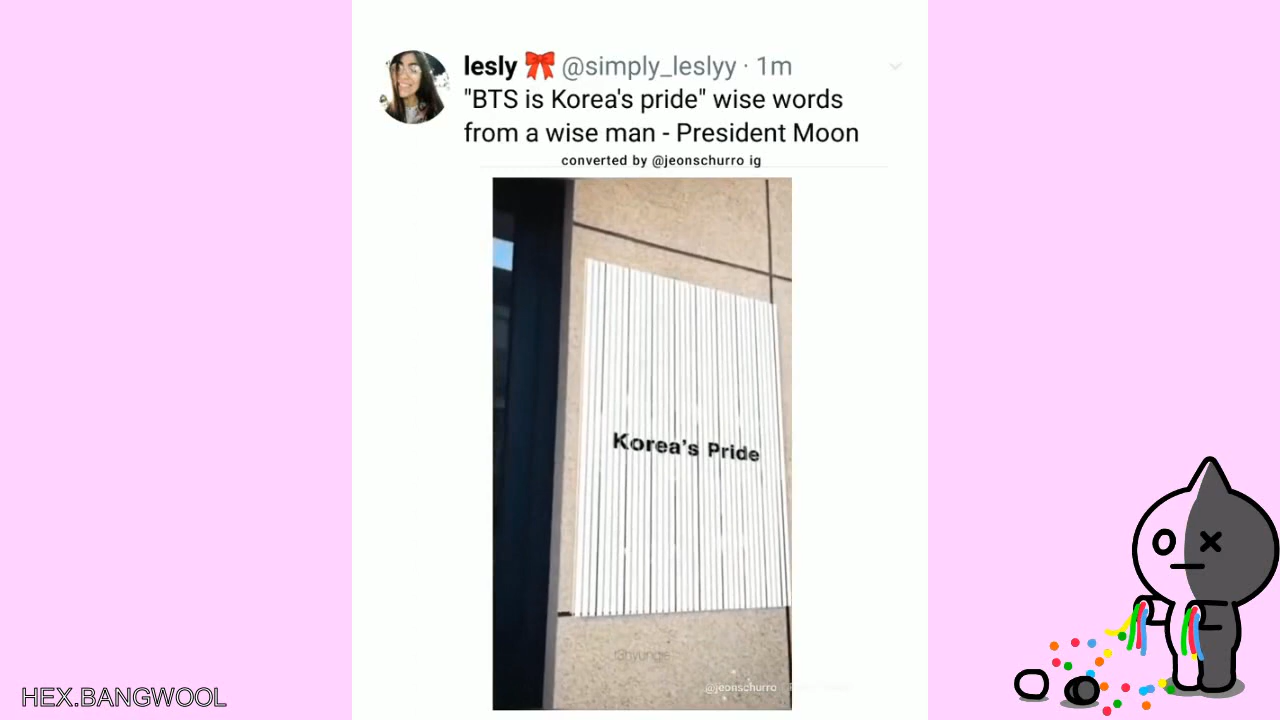 lesly 🎀 @simply_leslyy · 1m
"BTS is Korea's pride" wise words
from a wise man - President Moon
converted by @jeonschurro ig
Korea's Pride
@jeonschurro
HEX.BANGWOOL